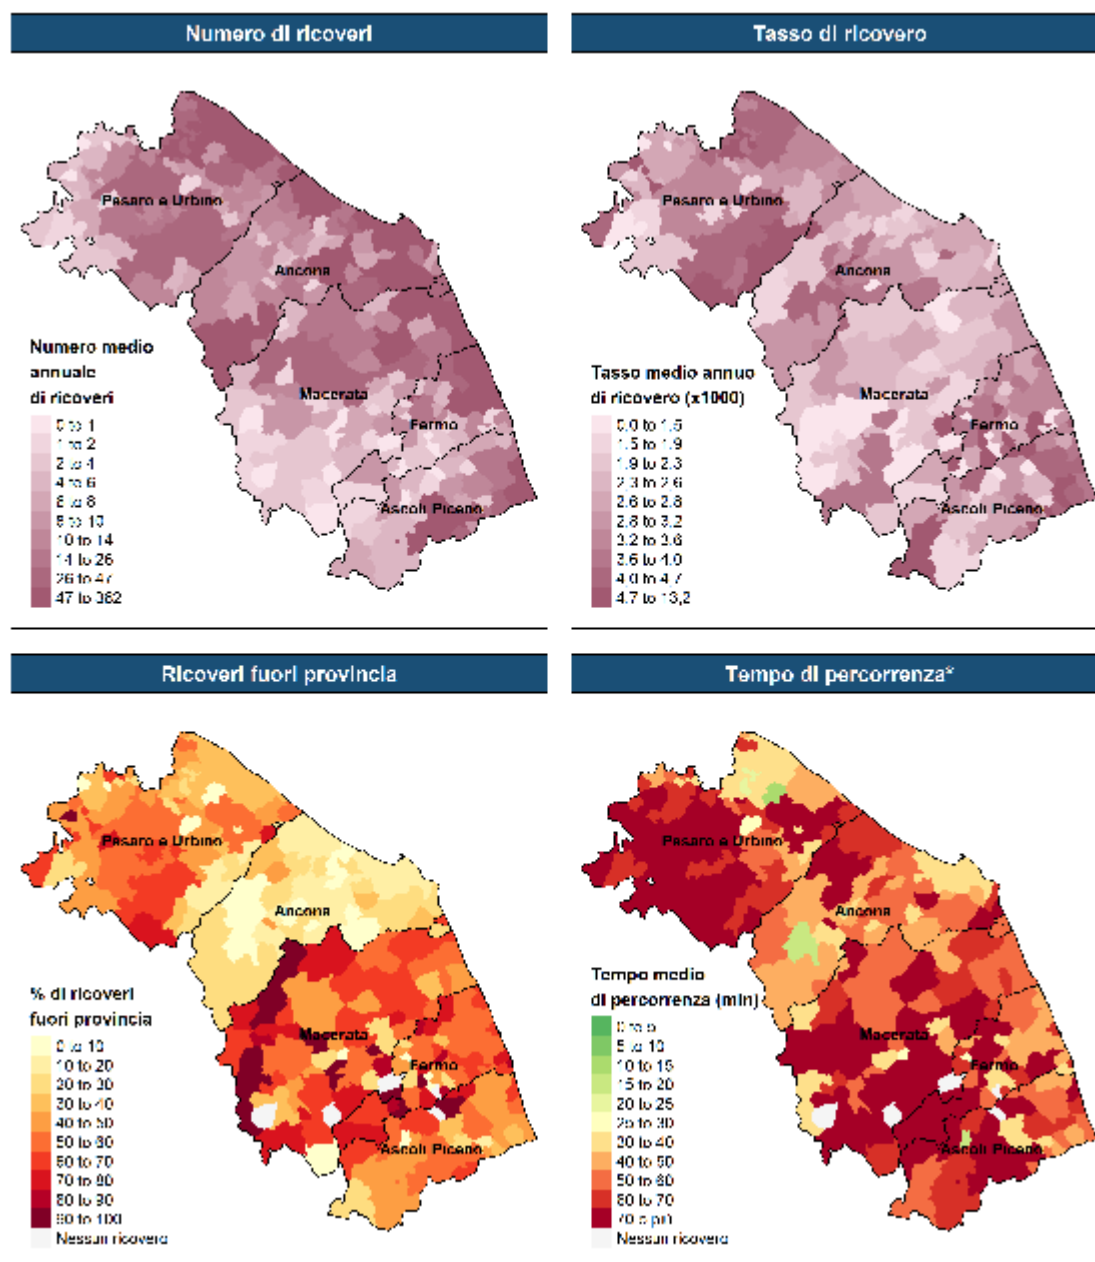 Numero di ricoveri
Tasso di ricovero
Pesaro e Urbino
Ancona
Macerata
Fermo
Ascoli Piceno
Numero medio
annuale
di ricoveri
0 to 1
1 to 2
2 to 4
4 to 6
6 to 8
8 to 10
10 to 14
14 to 26
26 to 47
47 to 382
Pesaro e Urbino
Ancona
Macerata
Fermo
Ascoli Piceno
Tasso medio annuo
di ricovero (x1000)
0.0 to 1.5
1.5 to 1.9
1.9 to 2.3
2.3 to 2.6
2.6 to 2.8
2.8 to 3.2
3.2 to 3.6
3.6 to 4.0
4.0 to 4.7
4.7 to 13,2
Ricoveri fuori provincia
Tempo di percorrenza*
Pesaro e Urbino
Ancona
Macerata
Fermo
Ascoli Piceno
% di ricoveri
fuori provincia
0 to 10
10 to 20
20 to 30
30 to 40
40 to 50
50 to 60
60 to 70
70 to 80
80 to 90
90 to 100
Nessun ricovero
Pesaro e Urbino
Ancona
Macerata
Fermo
Ascoli Piceno
Tempo medio
di percorrenza (min)
0 to 5
5 to 10
10 to 15
15 to 20
20 to 25
25 to 30
30 to 40
40 to 50
50 to 60
60 to 70
70 o più
Nessun ricovero